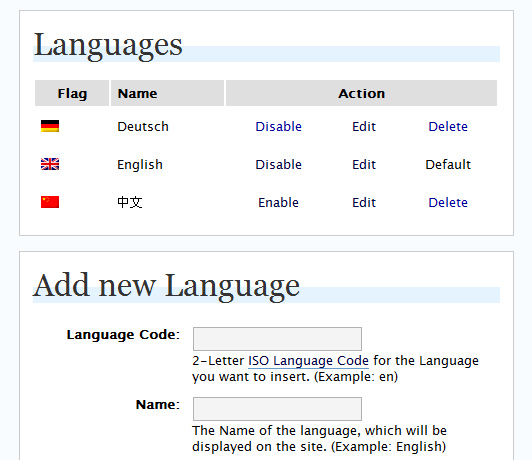 Languages
Flag Name Action
Deutsch Disable Edit Delete
English Disable Edit Default
中文 Enable Edit Delete
Add new Language
Language Code:
2-Letter ISO Language Code for the Language
you want to insert. (Example: en)
Name:
The Name of the language, which will be
displayed on the site. (Example: English)